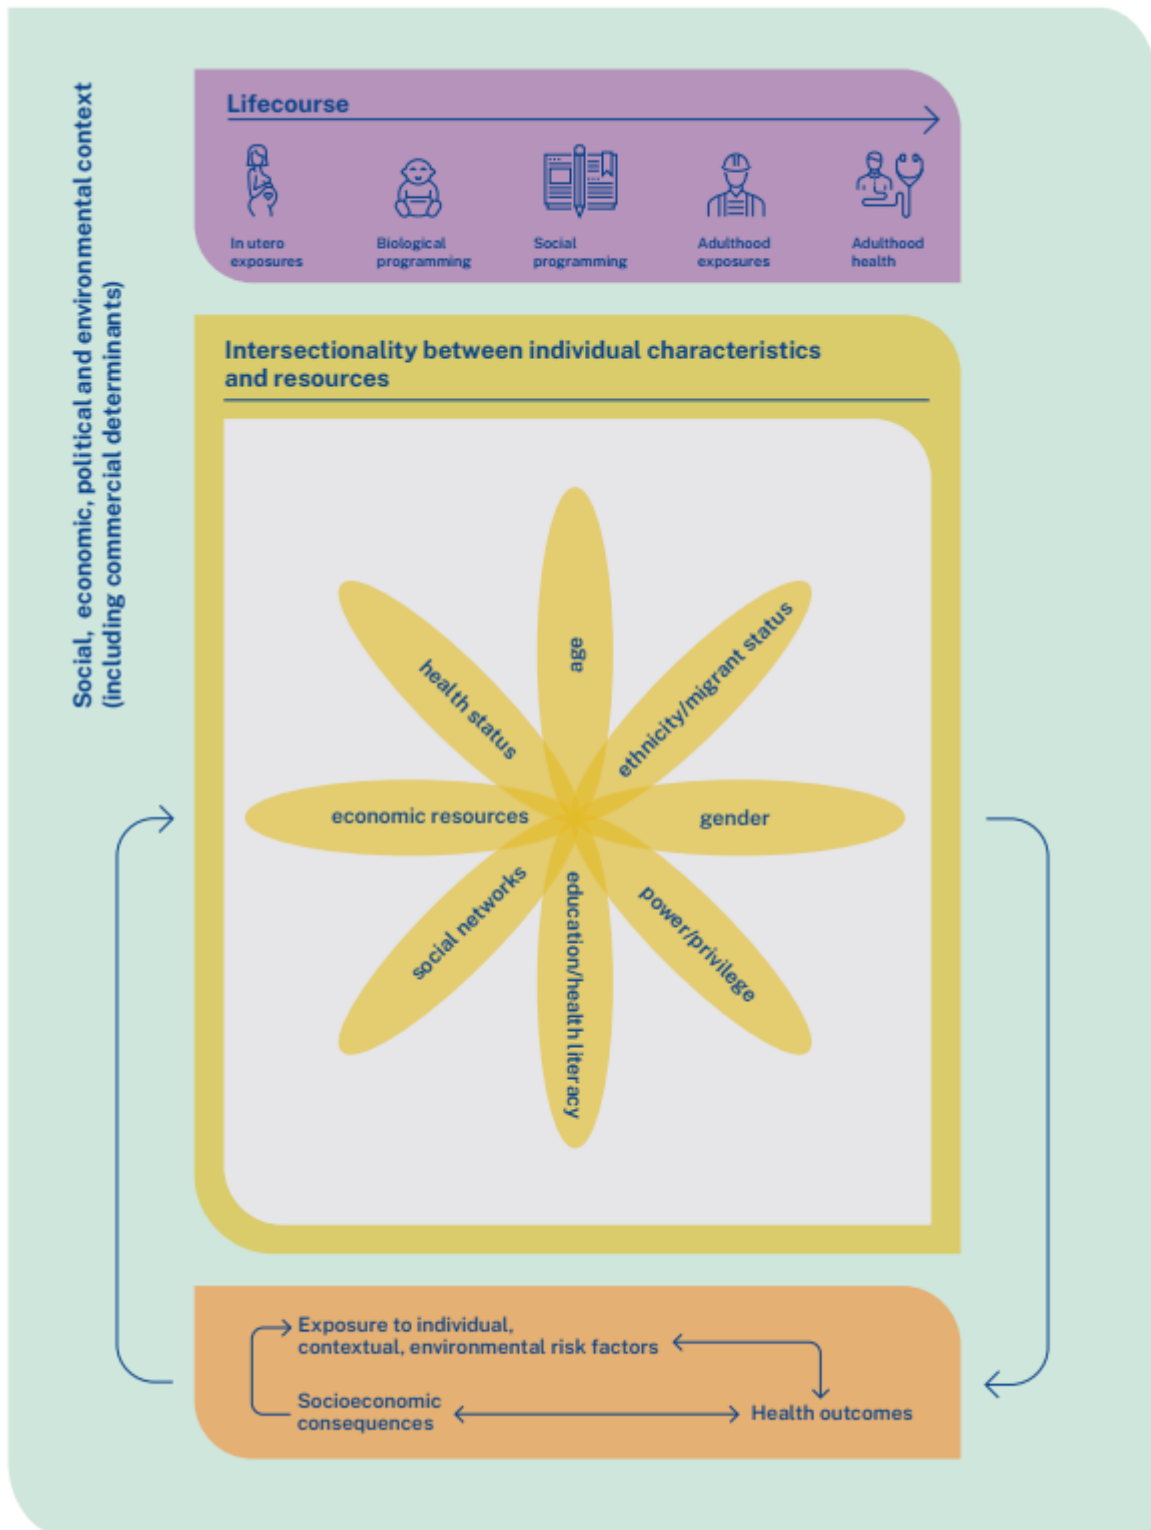 Social, economic, political and environmental context
(including commercial determinants)
Lifecourse
In utero
exposures
Biological
programming
Social
programming
Adulthood
exposures
Adulthood
health
Intersectionality between individual characteristics
and resources
age
ethnicity/migrant status
gender
power/privilege
education/health literacy
social networks
economic resources
health status
Exposure to individual,
contextual, environmental risk factors
Socioeconomic
consequences
Health outcomes